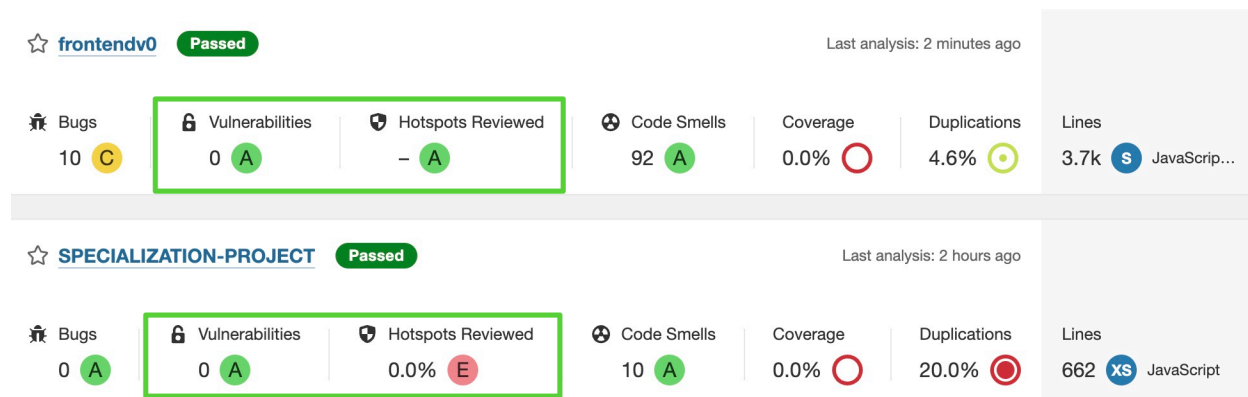 frontendv0 Passed Last analysis: 2 minutes ago
Bugs Vulnerabilities Hotspots Reviewed Code Smells Coverage Duplications Lines
10 C 0 A – A 92 A 0.0% 4.6% 3.7k S JavaScrip...
SPECIALIZATION-PROJECT Passed Last analysis: 2 hours ago
Bugs Vulnerabilities Hotspots Reviewed Code Smells Coverage Duplications Lines
0 A 0 A 0.0% E 10 A 0.0% 20.0% 662 XS JavaScript